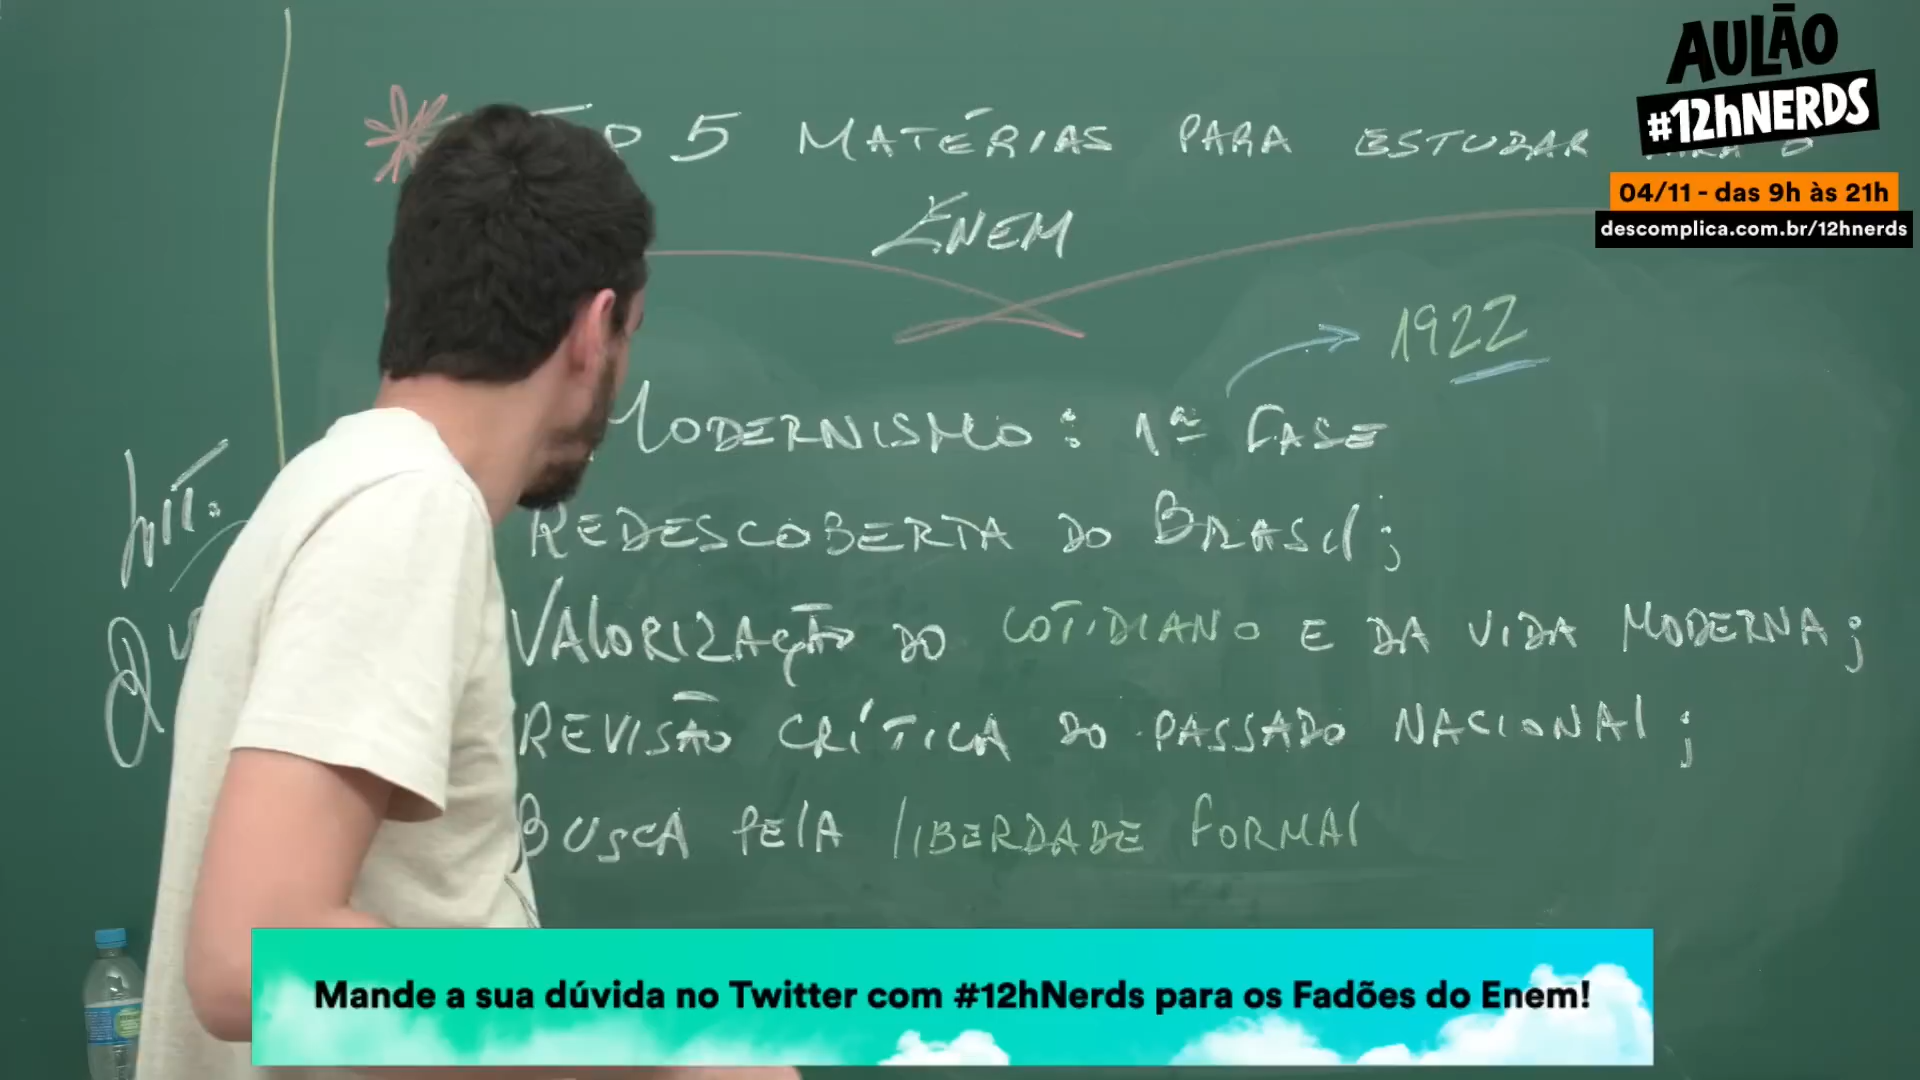 AULÃO
#12hNERDS
04/11 - das 9h às 21h
descomplica.com.br/12hnerds
5 MATÉRIAS PARA ESTUDAR PARA O
ENEM
1922
MODERNISMO: 1ª FASE
REDESCOBERTA DO BRASIL;
VALORIZAÇÃO DO COTIDIANO E DA VIDA MODERNA;
REVISÃO CRÍTICA DO PASSADO NACIONAL;
BUSCA PELA LIBERDADE FORMAL
Mande a sua dúvida no Twitter com #12hNerds para os Fadões do Enem!